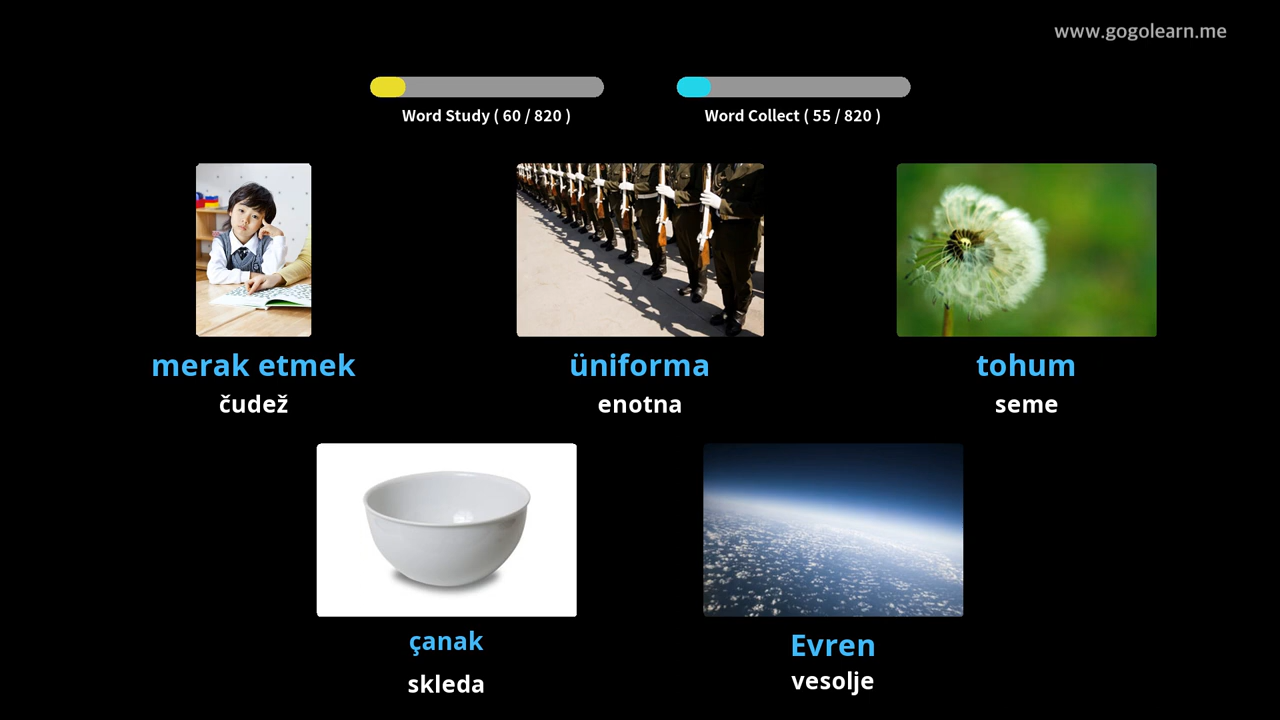 www.gogolearn.me
Word Study ( 60 / 820 )
Word Collect ( 55 / 820 )
merak etmek
čudež
üniforma
enotna
tohum
seme
çanak
skleda
Evren
vesolje